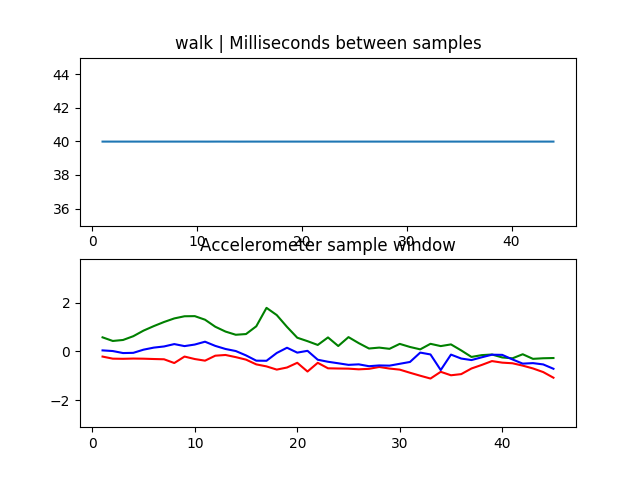 walk | Milliseconds between samples
44
42
40
38
36
0 10 20 30 40
Accelerometer sample window
2
0
−2
0 10 20 30 40